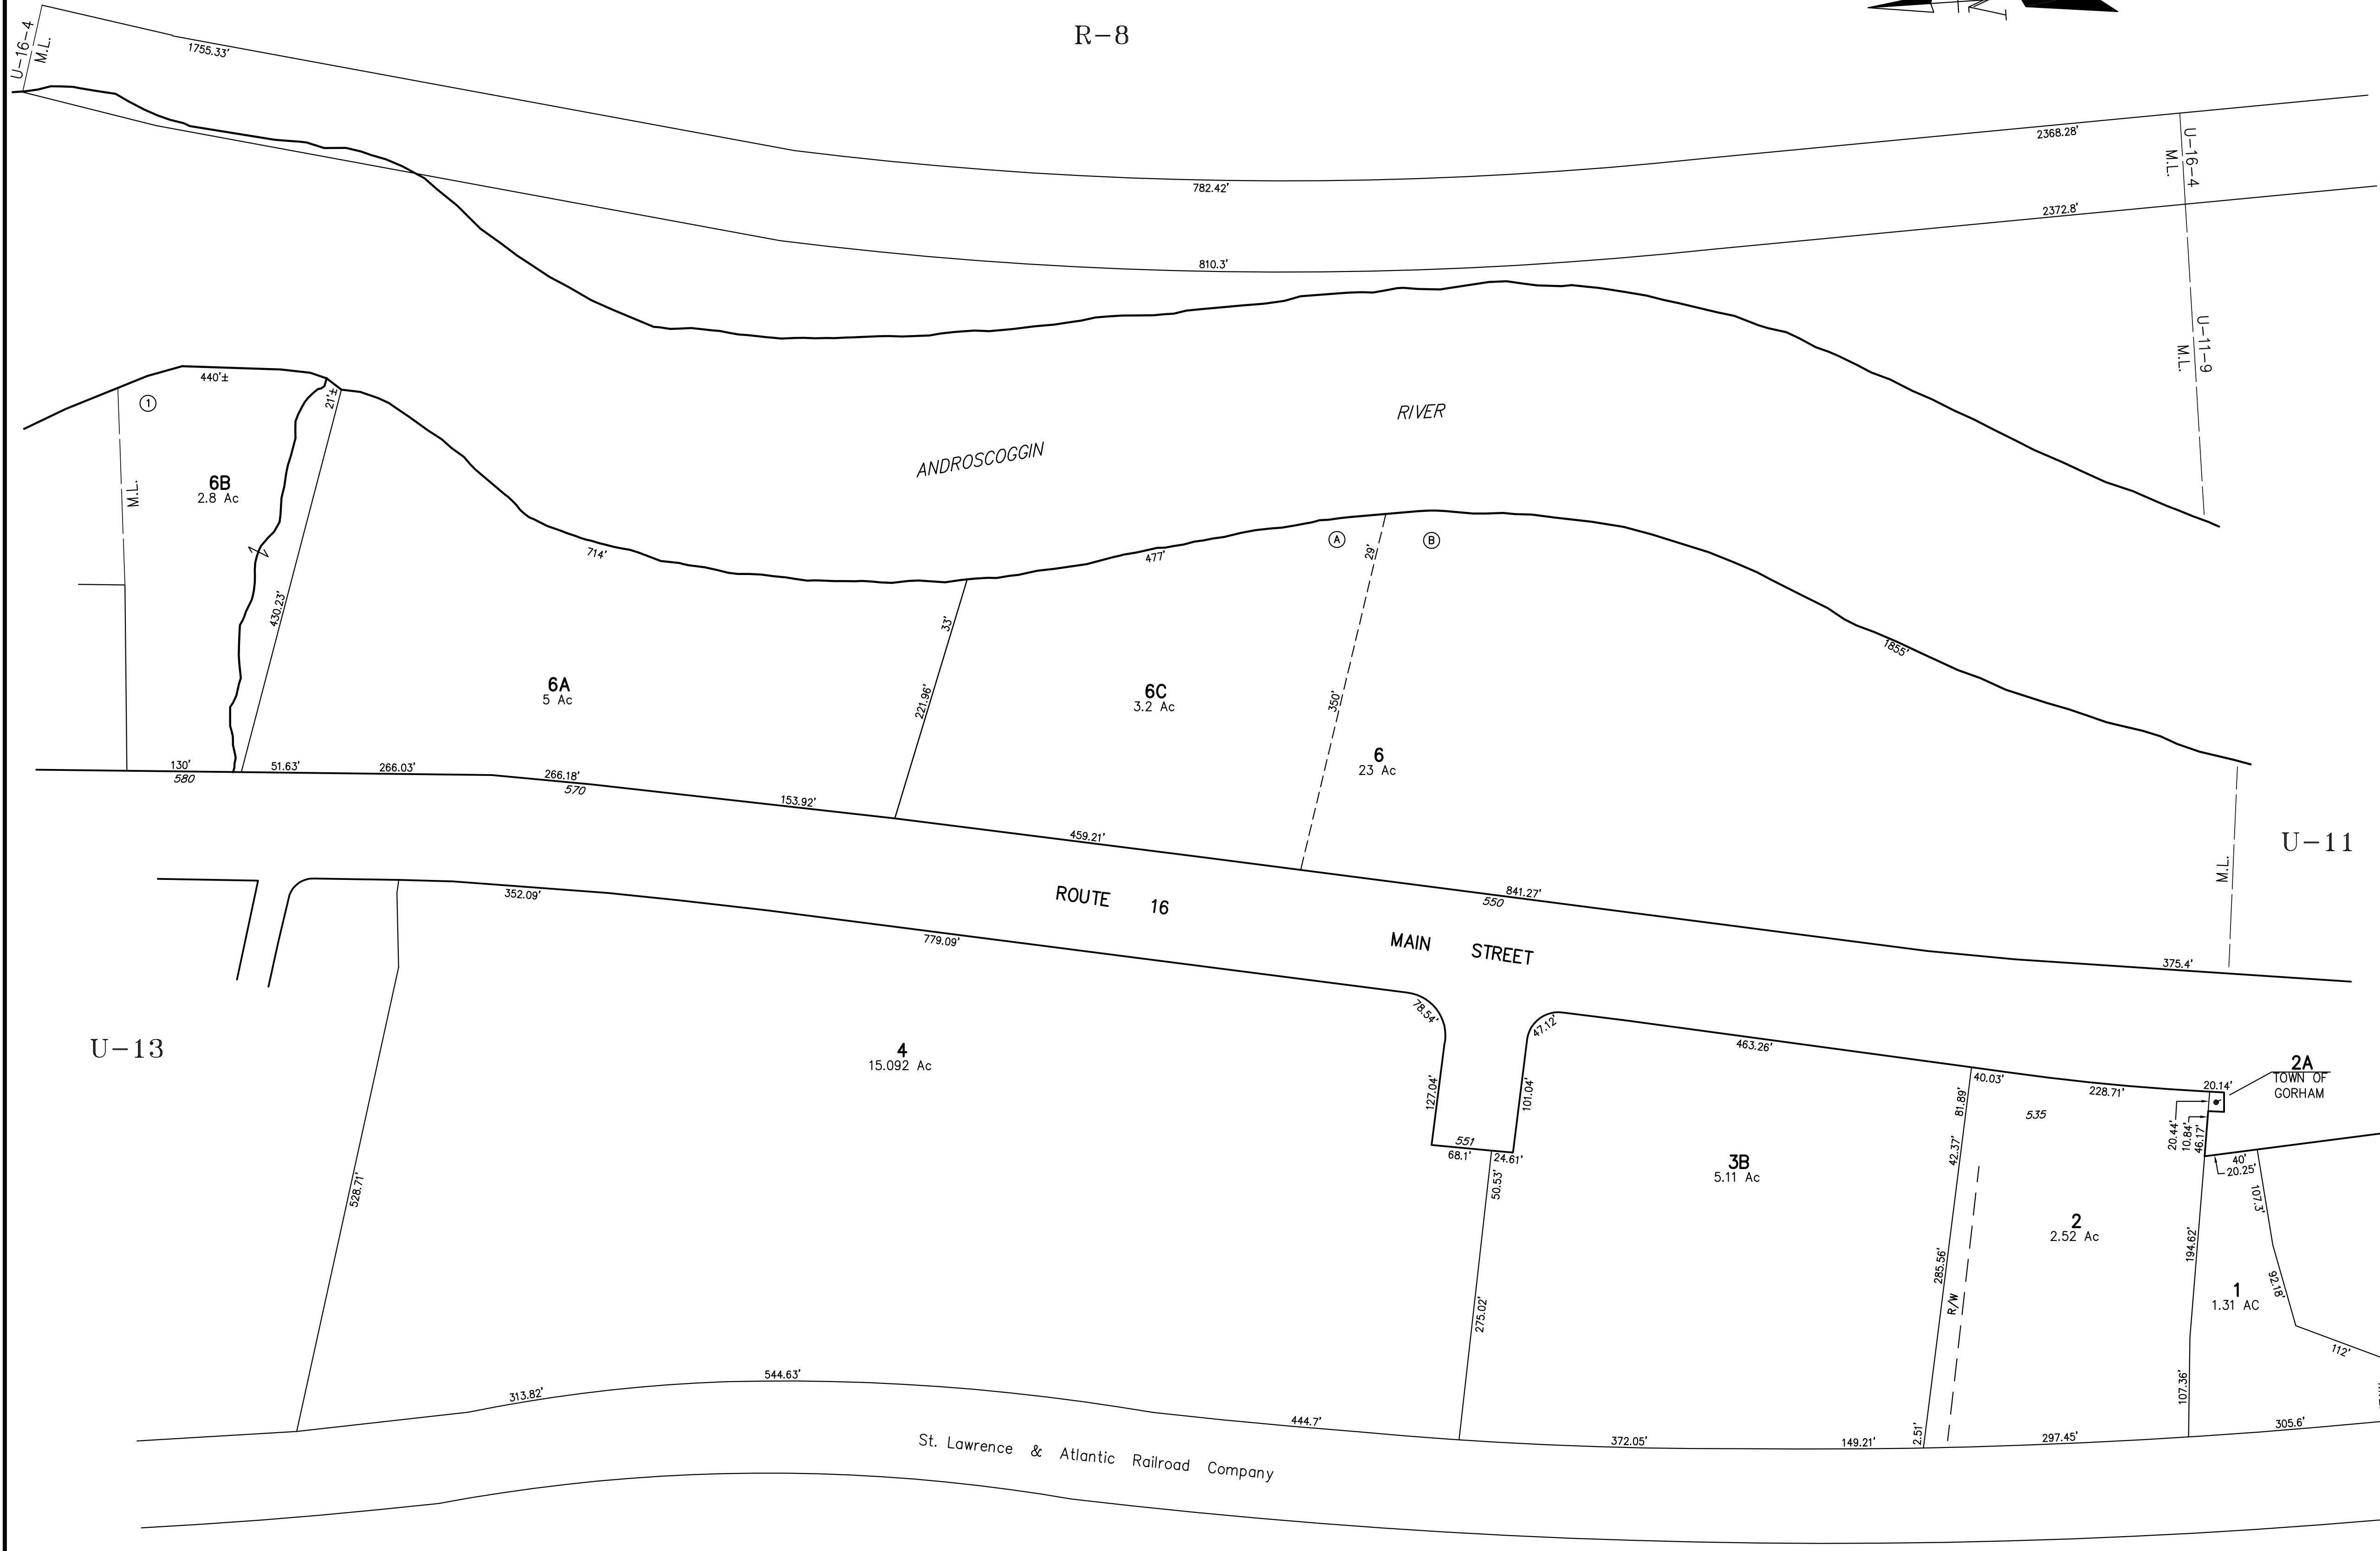 R-8
U-16-4
M.L.
1755.33'
782.42'
2368.28'
U-16-4
M.L.
810.3'
2372.8'
U-11-9
M.L.
440'±
1
21'±
6B
2.8 Ac
M.L.
430.23'
ANDROSCOGGIN
RIVER
714'
477'
A
29'
B
33'
350'
1855'
6A
5 Ac
221.96'
6C
3.2 Ac
6
23 Ac
130'
580
51.63'
266.03'
266.18'
570
153.92'
459.21'
841.27'
550
375.4'
M.L.
U-11
352.09'
779.09'
ROUTE 16
MAIN STREET
U-13
4
15.092 Ac
528.71'
78.54'
127.04'
551
68.1'
24.61'
101.04'
47.12'
463.26'
50.53'
275.02'
3B
5.11 Ac
40.03'
81.89'
42.37'
285.56'
2.51'
R/W
228.71'
535
2
2.52 Ac
20.14'
20.44'
10.84'
46.17'
2A
TOWN OF
GORHAM
40'
20.25'
107.3'
194.62'
1
1.31 AC
92.18'
112'
107.36'
313.82'
544.63'
444.7'
372.05'
149.21'
297.45'
305.6'
St. Lawrence & Atlantic Railroad Company